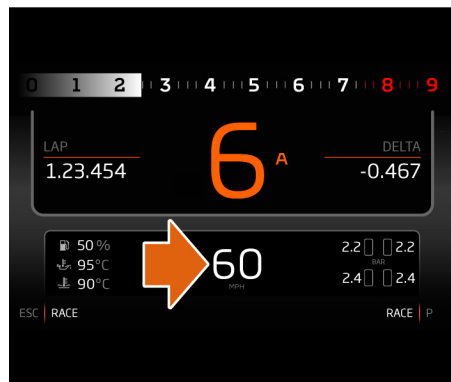 0 1 2 3 4 5 6 7 8 9
LAP
1.23.454
6 A
DELTA
-0.467
50 %
95°C
90°C
60
MPH
2.2 2.2
BAR
2.4 2.4
ESC RACE
RACE P